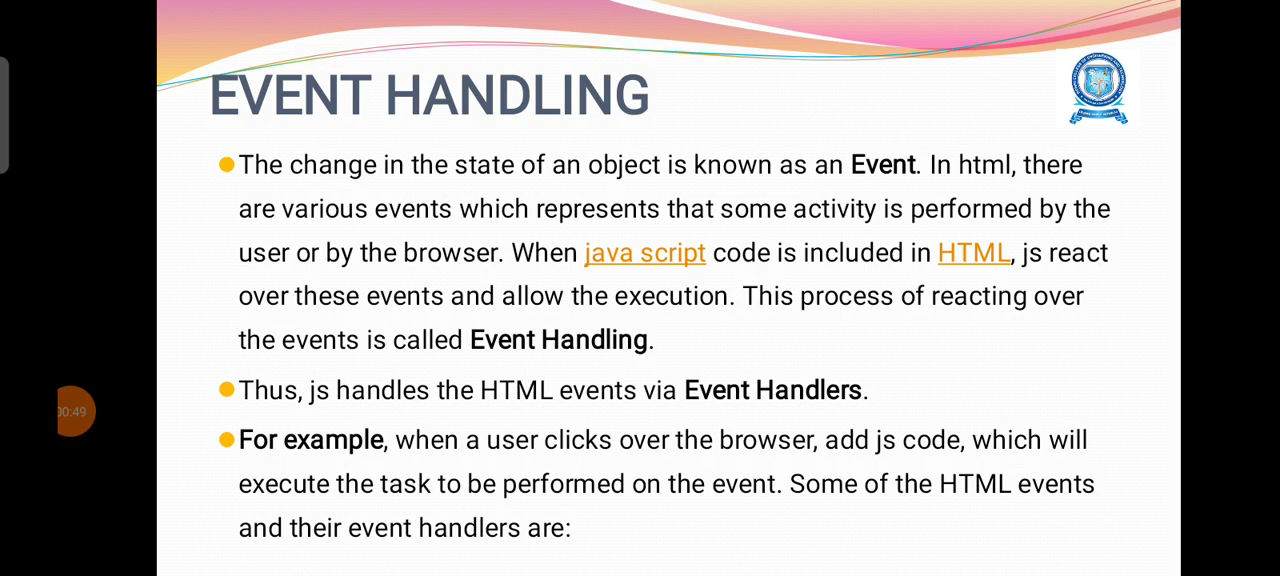 EVENT HANDLING
The change in the state of an object is known as an Event. In html, there
are various events which represents that some activity is performed by the
user or by the browser. When java script code is included in HTML, js react
over these events and allow the execution. This process of reacting over
the events is called Event Handling.
Thus, js handles the HTML events via Event Handlers.
For example, when a user clicks over the browser, add js code, which will
execute the task to be performed on the event. Some of the HTML events
and their event handlers are:
00:49